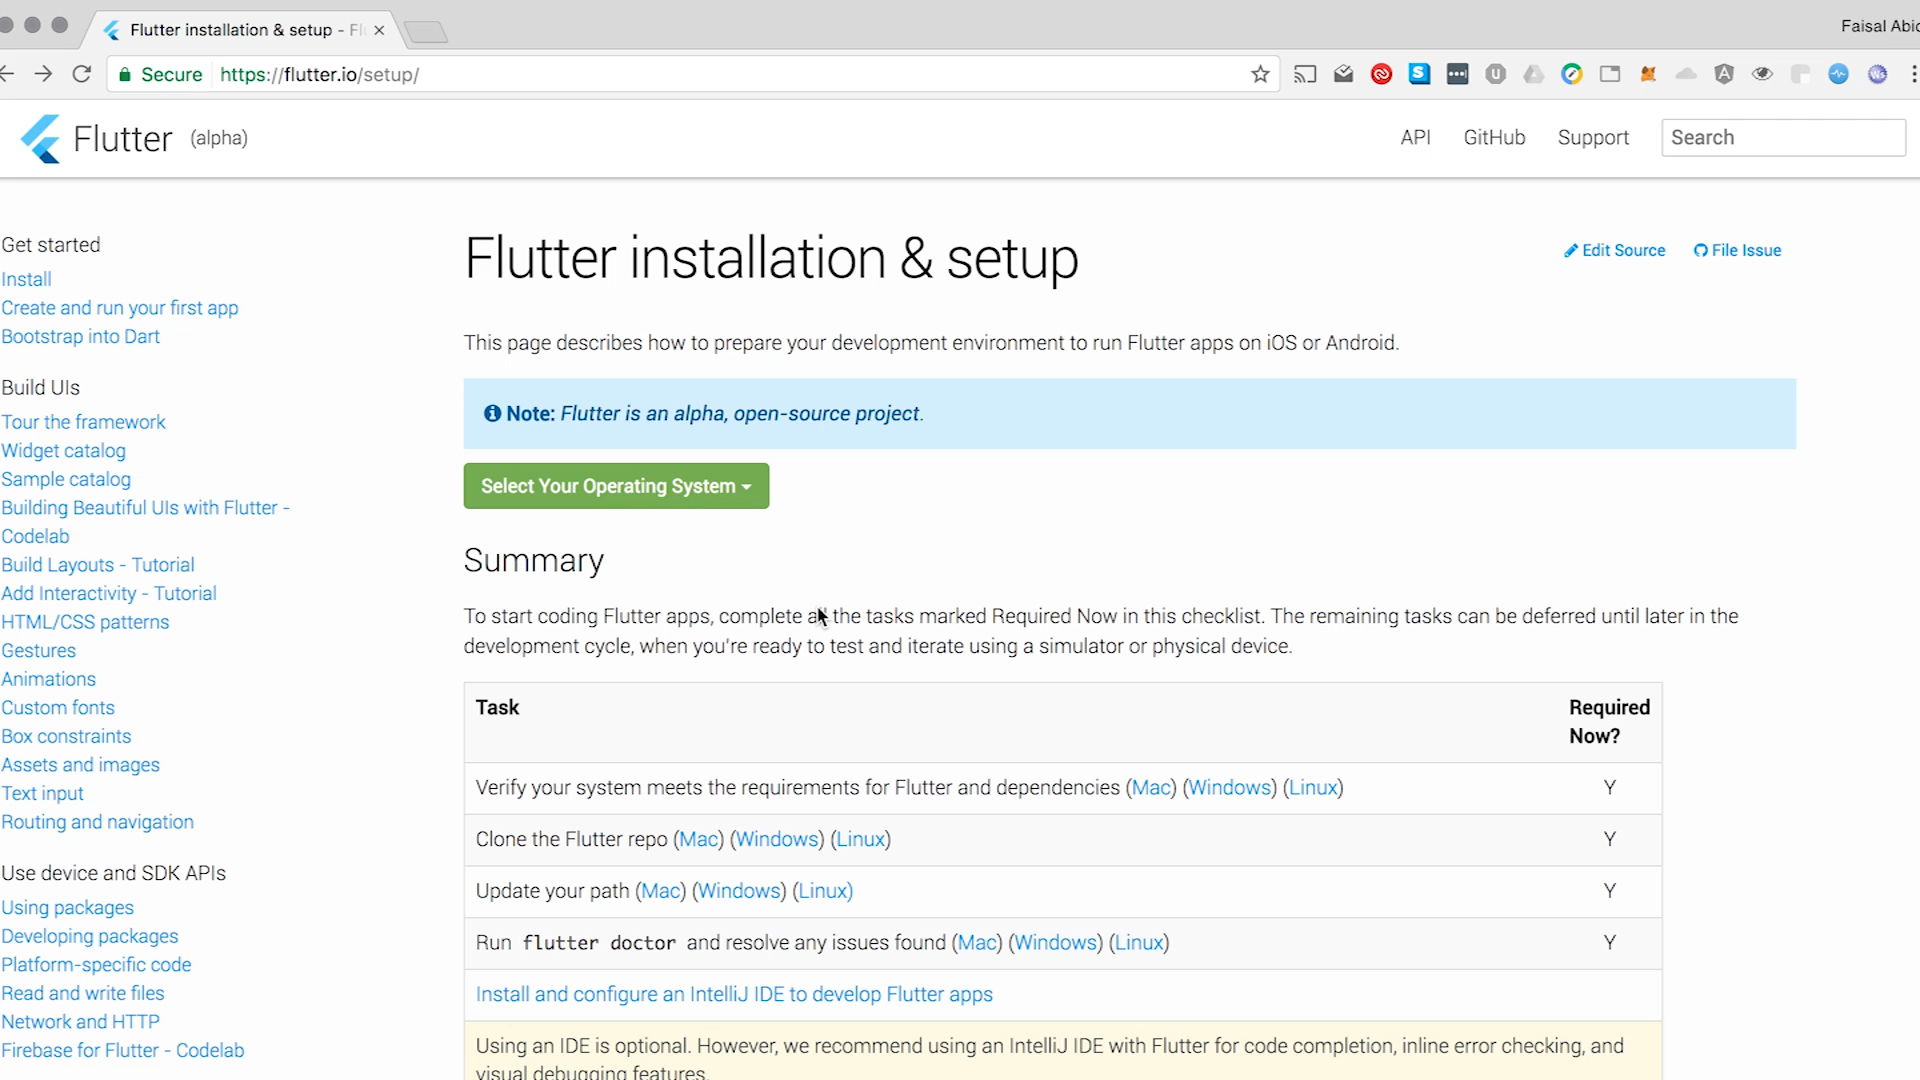 Flutter installation & setup - Fl
Faisal Abid
Secure https://flutter.io/setup/
Flutter (alpha)
API GitHub Support Search
Get started
Install
Create and run your first app
Bootstrap into Dart
Build UIs
Tour the framework
Widget catalog
Sample catalog
Building Beautiful UIs with Flutter -
Codelab
Build Layouts - Tutorial
Add Interactivity - Tutorial
HTML/CSS patterns
Gestures
Animations
Custom fonts
Box constraints
Assets and images
Text input
Routing and navigation
Use device and SDK APIs
Using packages
Developing packages
Platform-specific code
Read and write files
Network and HTTP
Firebase for Flutter - Codelab
Flutter installation & setup
Edit Source File Issue
This page describes how to prepare your development environment to run Flutter apps on iOS or Android.
Note: Flutter is an alpha, open-source project.
Select Your Operating System
Summary
To start coding Flutter apps, complete all the tasks marked Required Now in this checklist. The remaining tasks can be deferred until later in the
development cycle, when you're ready to test and iterate using a simulator or physical device.
Task Required
Now?
Verify your system meets the requirements for Flutter and dependencies (Mac) (Windows) (Linux) Y
Clone the Flutter repo (Mac) (Windows) (Linux) Y
Update your path (Mac) (Windows) (Linux) Y
Run flutter doctor and resolve any issues found (Mac) (Windows) (Linux) Y
Install and configure an IntelliJ IDE to develop Flutter apps
Using an IDE is optional. However, we recommend using an IntelliJ IDE with Flutter for code completion, inline error checking, and
visual debugging features.